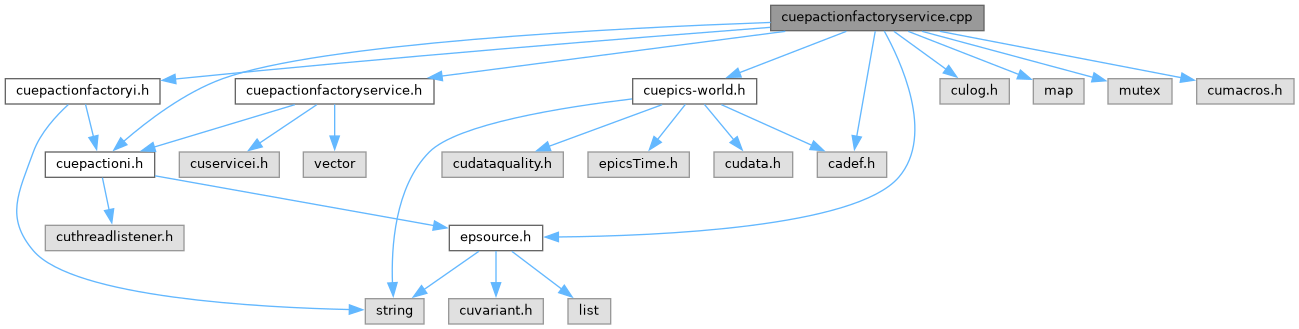 cuepactionfactoryservice.cpp
cuepactionfactoryi.h
cuepactionfactoryservice.h
cuepics-world.h
culog.h
map
mutex
cumacros.h
cuepactioni.h
cuservicei.h
vector
cudataquality.h
epicsTime.h
cudata.h
cadef.h
cuthreadlistener.h
epsource.h
string
cuvariant.h
list